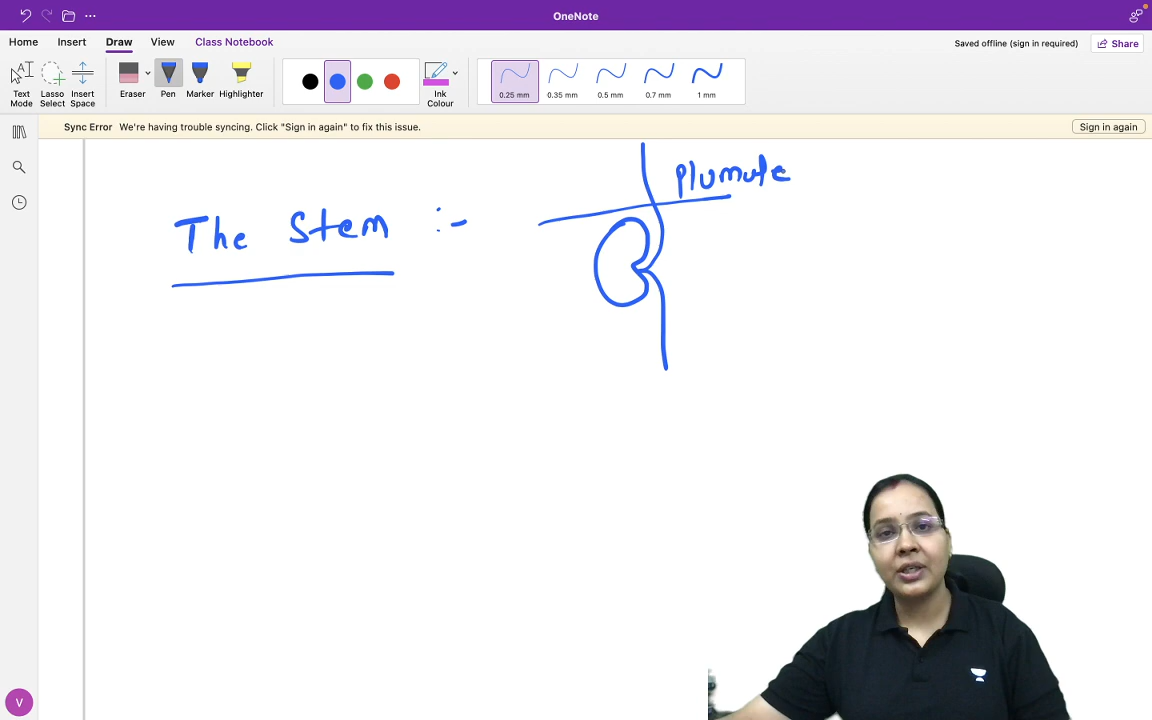 OneNote
Home Insert Draw View Class Notebook
Saved offline (sign in required) Share
Text Mode
Lasso Select
Insert Space
Eraser
Pen
Marker
Highlighter
Ink Colour
0.25 mm
0.35 mm
0.5 mm
0.7 mm
1 mm
Sync Error We're having trouble syncing. Click "Sign in again" to fix this issue. Sign in again
Plumule
The Stem :-
V